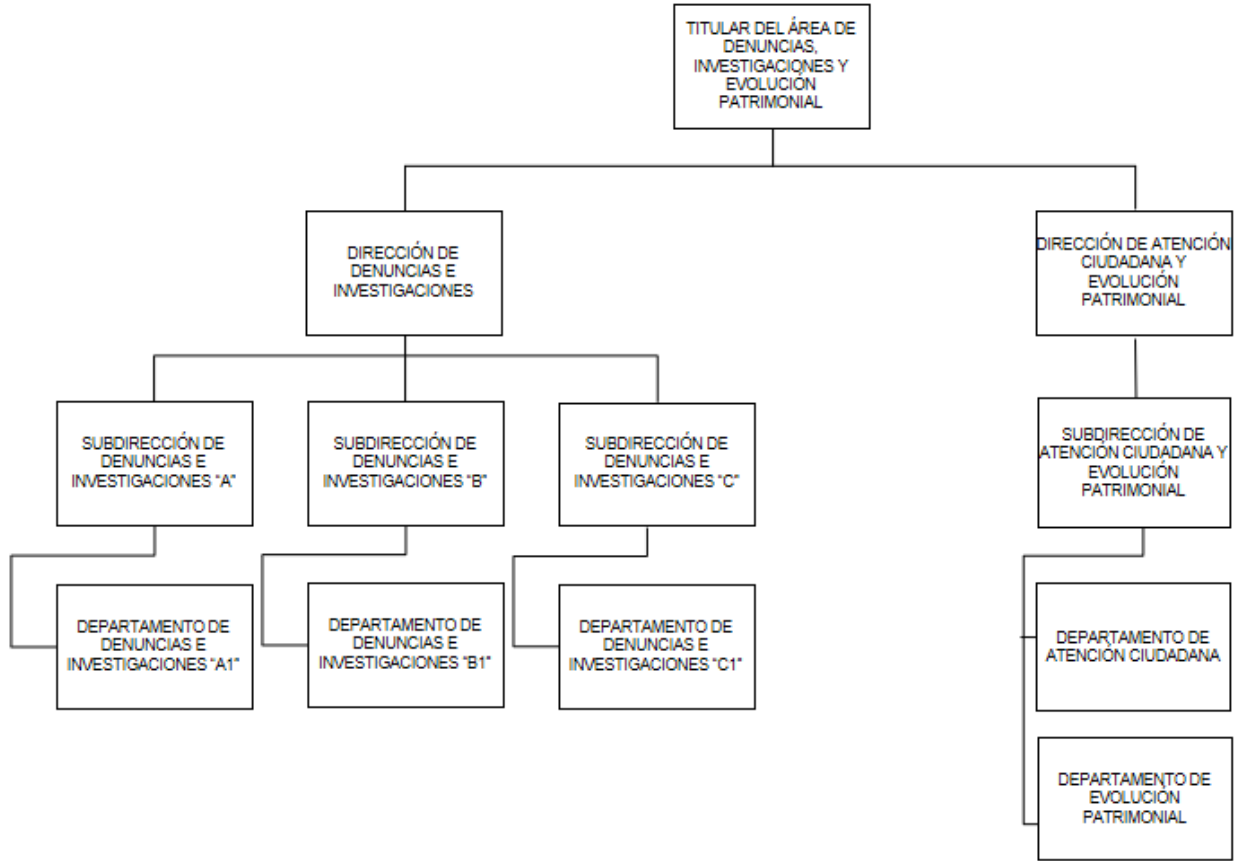 TITULAR DEL ÁREA DE
DENUNCIAS,
INVESTIGACIONES Y
EVOLUCIÓN
PATRIMONIAL
DIRECCIÓN DE
DENUNCIAS E
INVESTIGACIONES
DIRECCIÓN DE ATENCIÓN
CIUDADANA Y
EVOLUCIÓN
PATRIMONIAL
SUBDIRECCIÓN DE
DENUNCIAS E
INVESTIGACIONES “A”
SUBDIRECCIÓN DE
DENUNCIAS E
INVESTIGACIONES “B”
SUBDIRECCIÓN DE
DENUNCIAS E
INVESTIGACIONES “C”
SUBDIRECCIÓN DE
ATENCIÓN CIUDADANA Y
EVOLUCIÓN
PATRIMONIAL
DEPARTAMENTO DE
DENUNCIAS E
INVESTIGACIONES “A1”
DEPARTAMENTO DE
DENUNCIAS E
INVESTIGACIONES “B1”
DEPARTAMENTO DE
DENUNCIAS E
INVESTIGACIONES “C1”
DEPARTAMENTO DE
ATENCIÓN CIUDADANA
DEPARTAMENTO DE
EVOLUCIÓN
PATRIMONIAL